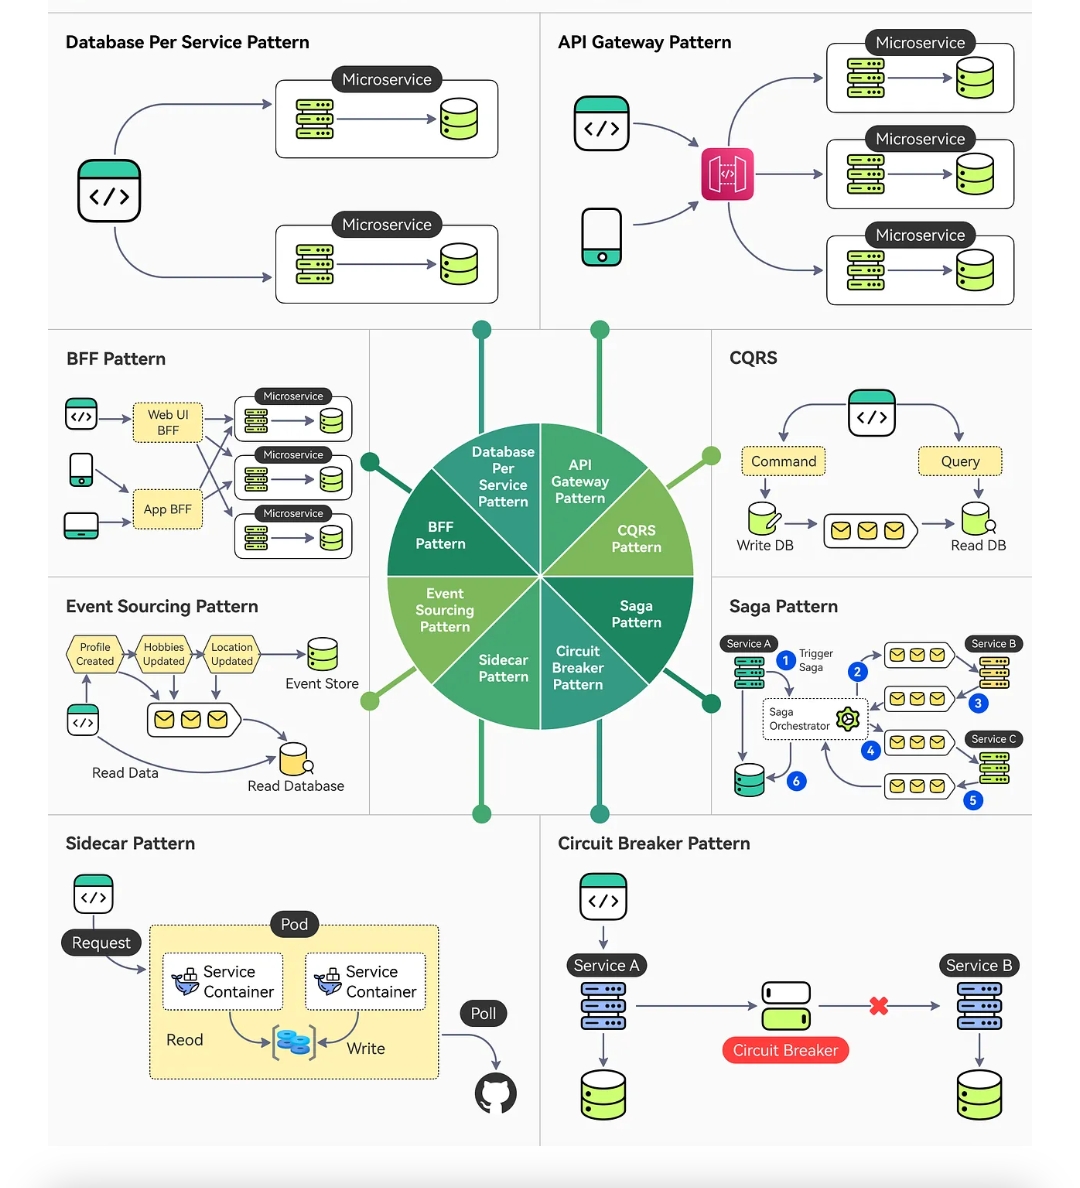 Database Per Service Pattern
Microservice
Microservice
API Gateway Pattern
Microservice
Microservice
Microservice
BFF Pattern
Web UI
BFF
App BFF
Microservice
Microservice
Microservice
Database
Per
Service
Pattern
API
Gateway
Pattern
BFF
Pattern
CQRS
Pattern
Event
Sourcing
Pattern
Saga
Pattern
Sidecar
Pattern
Circuit
Breaker
Pattern
CQRS
Command
Query
Write DB
Read DB
Event Sourcing Pattern
Profile
Created
Hobbies
Updated
Location
Updated
Event Store
Read Data
Read Database
Saga Pattern
Service A
1
Trigger
Saga
2
Service B
3
Saga
Orchestrator
4
Service C
5
6
Sidecar Pattern
Request
Pod
Service
Container
Service
Container
Reod
Write
Poll
Circuit Breaker Pattern
Service A
Circuit Breaker
Service B